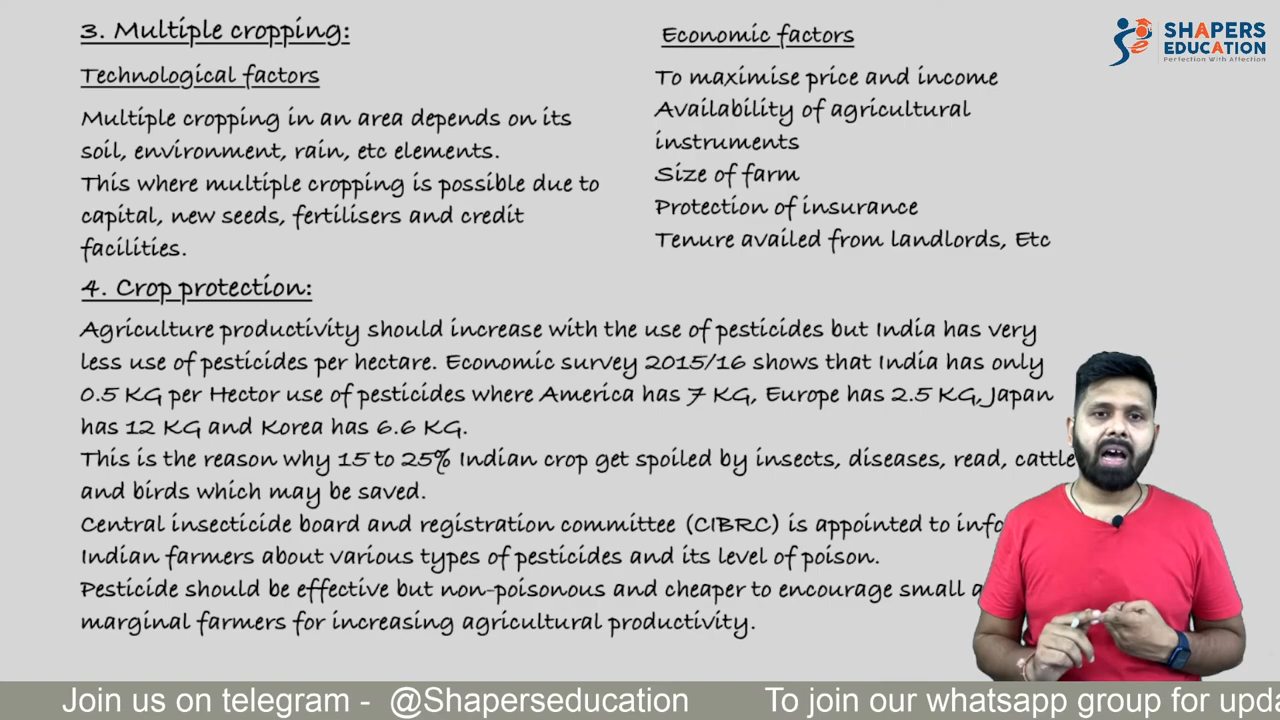 3. Multiple cropping:
Technological factors
Multiple cropping in an area depends on its
soil, environment, rain, etc elements.
This where multiple cropping is possible due to
capital, new seeds, fertilisers and credit
facilities.
Economic factors
To maximise price and income
Availability of agricultural
instruments
Size of farm
Protection of insurance
Tenure availed from landlords, Etc
SHAPERS
EDUCATION
Perfection With Affection
4. Crop protection:
Agriculture productivity should increase with the use of pesticides but India has very
less use of pesticides per hectare. Economic survey 2015/16 shows that India has only
0.5 KG per Hector use of pesticides where America has 7 KG, Europe has 2.5 KG, Japan
has 12 KG and Korea has 6.6 KG.
This is the reason why 15 to 25% Indian crop get spoiled by insects, diseases, read, cattle
and birds which may be saved.
Central insecticide board and registration committee (CIBRC) is appointed to
Indian farmers about various types of pesticides and its level of poison.
Pesticide should be effective but non-poisonous and cheaper to encourage small
marginal farmers for increasing agricultural productivity.
Join us on telegram - @Shaperseducation To join our whatsapp group for